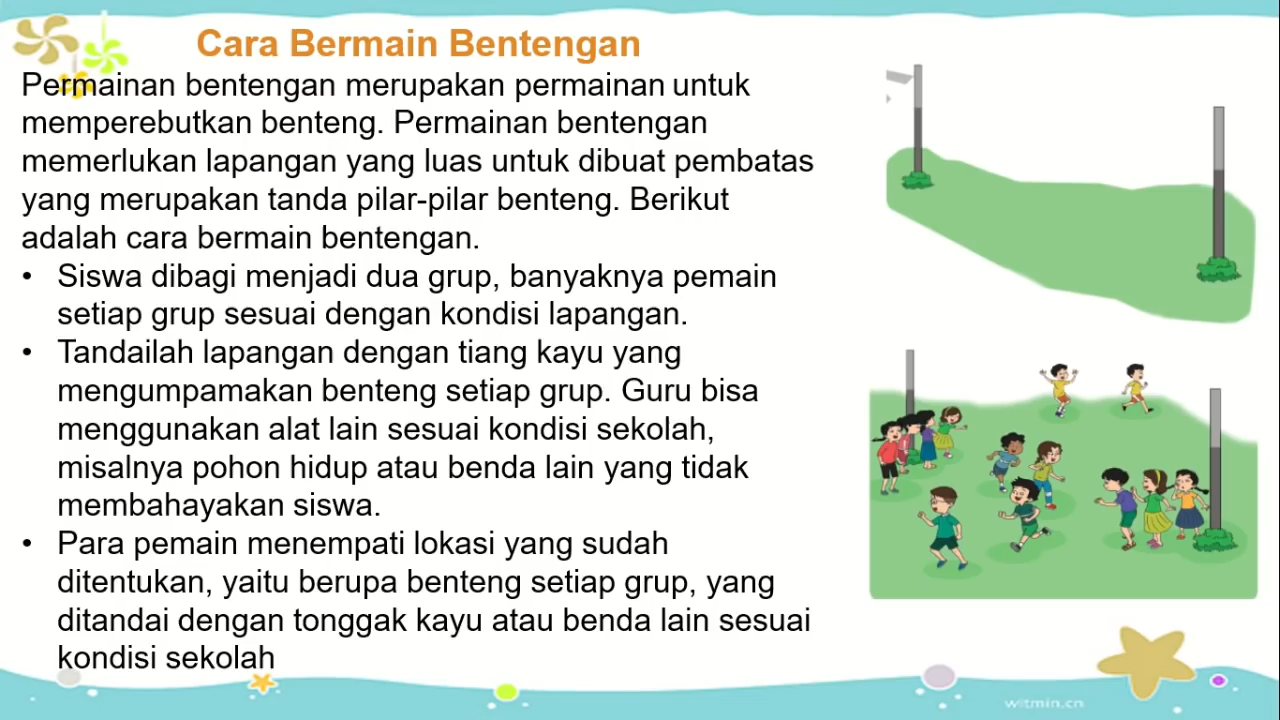 Cara Bermain Bentengan
Permainan bentengan merupakan permainan untuk
memperebutkan benteng. Permainan bentengan
memerlukan lapangan yang luas untuk dibuat pembatas
yang merupakan tanda pilar-pilar benteng. Berikut
adalah cara bermain bentengan.
• Siswa dibagi menjadi dua grup, banyaknya pemain
setiap grup sesuai dengan kondisi lapangan.
• Tandailah lapangan dengan tiang kayu yang
mengumpamakan benteng setiap grup. Guru bisa
menggunakan alat lain sesuai kondisi sekolah,
misalnya pohon hidup atau benda lain yang tidak
membahayakan siswa.
• Para pemain menempati lokasi yang sudah
ditentukan, yaitu berupa benteng setiap grup, yang
ditandai dengan tonggak kayu atau benda lain sesuai
kondisi sekolah
witmin.cn